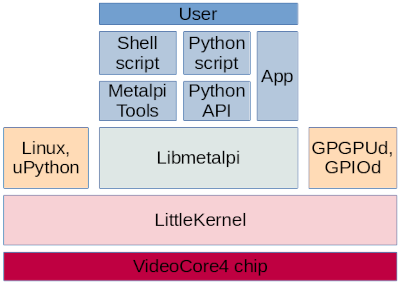 User
Shell
script
Python
script
App
Metalpi
Tools
Python
API
Linux,
uPython
Libmetalpi
GPGPUd,
GPIOd
LittleKernel
VideoCore4 chip